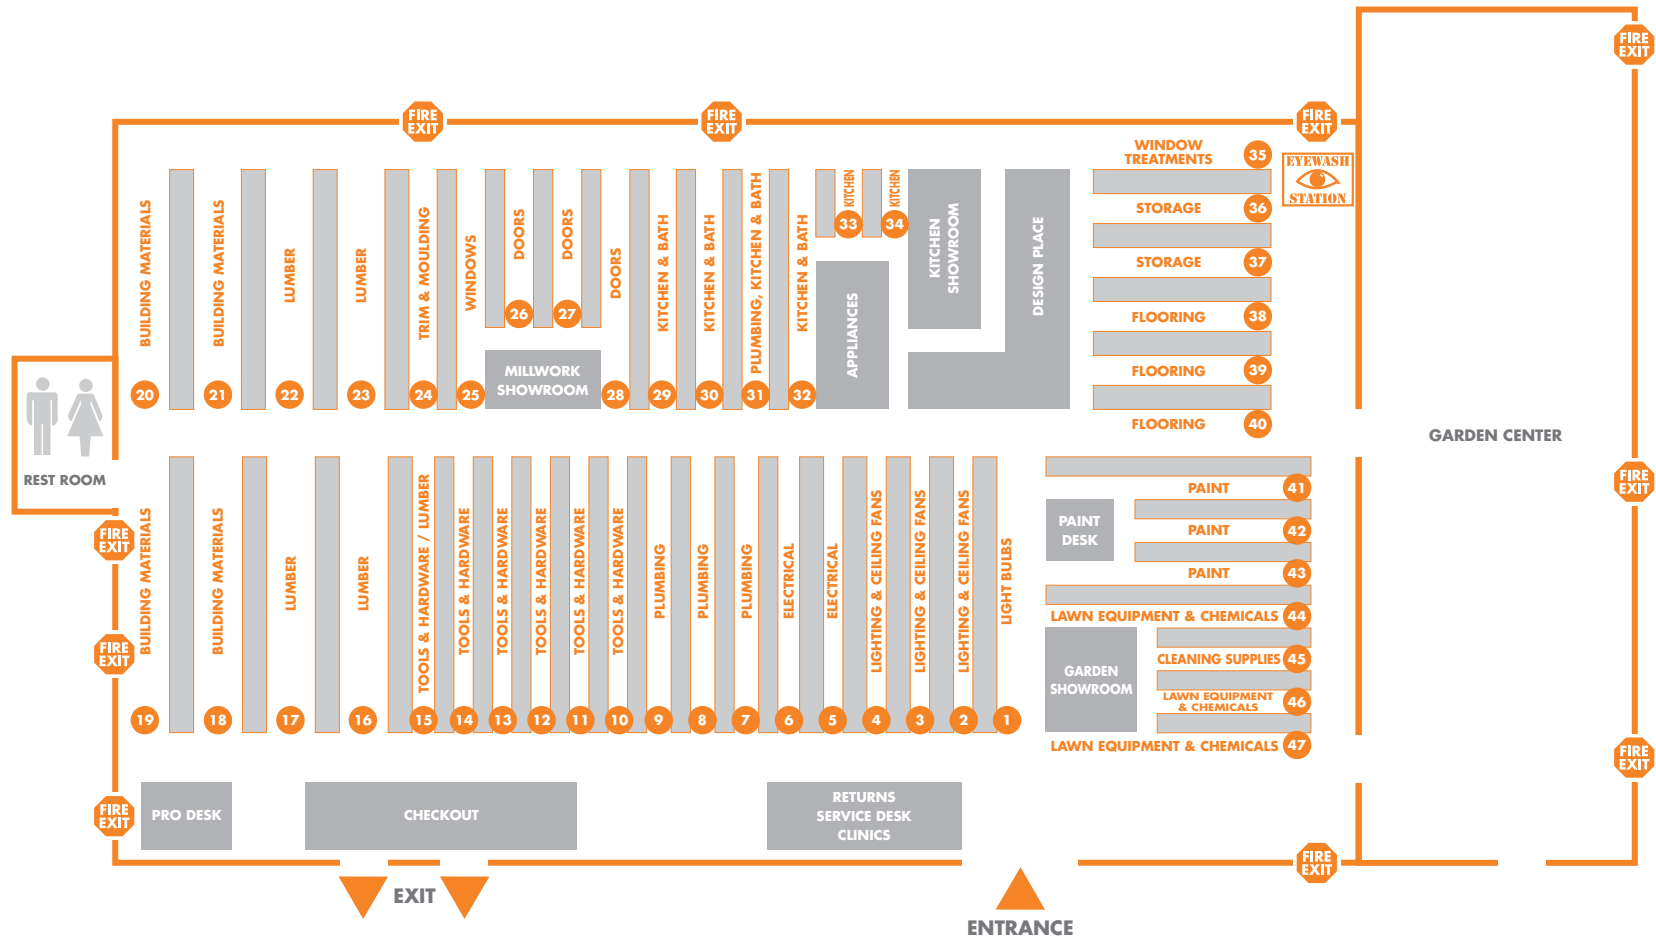 FIRE
EXIT
FIRE
EXIT
FIRE
EXIT
FIRE
EXIT
WINDOW
TREATMENTS
35
EYEWASH
STATION
STORAGE
36
STORAGE
37
FLOORING
38
FLOORING
39
FLOORING
40
BUILDING MATERIALS
20
BUILDING MATERIALS
21
LUMBER
22
LUMBER
23
TRIM & MOULDING
24
WINDOWS
25
DOORS
26
DOORS
27
MILLWORK
SHOWROOM
DOORS
28
KITCHEN & BATH
29
KITCHEN & BATH
30
PLUMBING, KITCHEN & BATH
31
KITCHEN & BATH
32
KITCHEN
33
KITCHEN
34
APPLIANCES
KITCHEN
SHOWROOM
DESIGN PLACE
GARDEN CENTER
FIRE
EXIT
REST ROOM
FIRE
EXIT
FIRE
EXIT
FIRE
EXIT
BUILDING MATERIALS
19
BUILDING MATERIALS
18
LUMBER
17
LUMBER
16
TOOLS & HARDWARE / LUMBER
15
TOOLS & HARDWARE
14
TOOLS & HARDWARE
13
TOOLS & HARDWARE
12
TOOLS & HARDWARE
11
TOOLS & HARDWARE
10
PLUMBING
9
PLUMBING
8
PLUMBING
7
ELECTRICAL
6
ELECTRICAL
5
LIGHTING & CEILING FANS
4
LIGHTING & CEILING FANS
3
LIGHTING & CEILING FANS
2
LIGHT BULBS
1
PAINT
41
PAINT
DESK
PAINT
42
PAINT
43
LAWN EQUIPMENT & CHEMICALS
44
GARDEN
SHOWROOM
CLEANING SUPPLIES
45
LAWN EQUIPMENT
& CHEMICALS
46
LAWN EQUIPMENT & CHEMICALS
47
FIRE
EXIT
PRO DESK
CHECKOUT
RETURNS
SERVICE DESK
CLINICS
FIRE
EXIT
EXIT
ENTRANCE